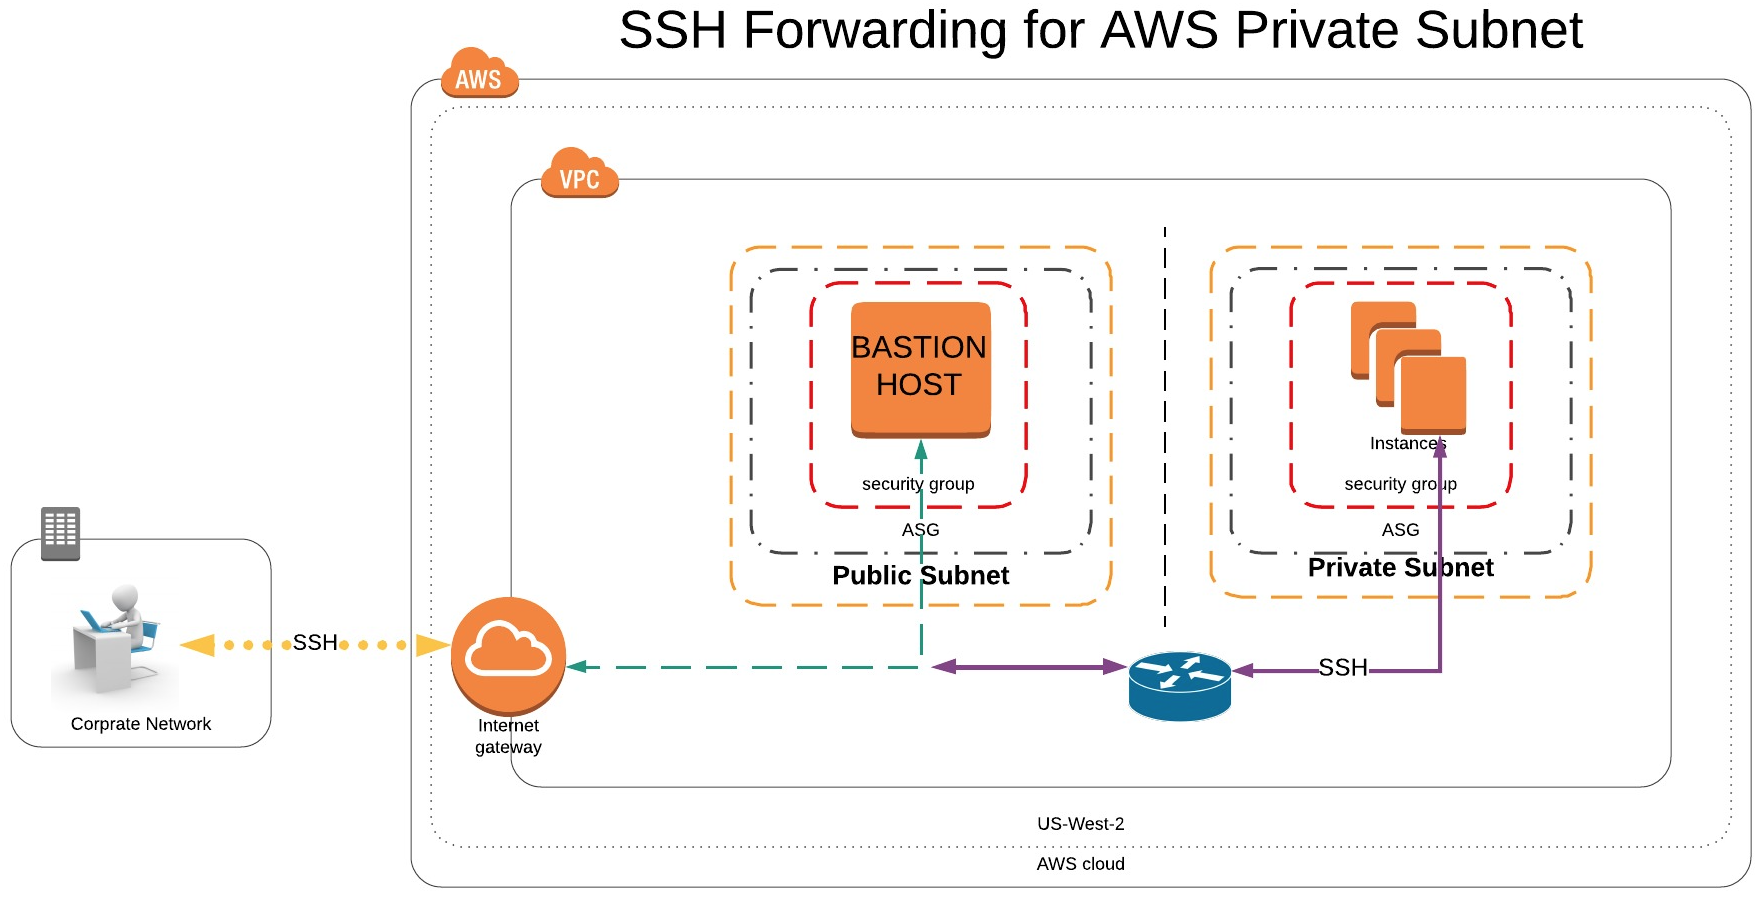 SSH Forwarding for AWS Private Subnet
AWS
VPC
BASTION
HOST
security group
ASG
Public Subnet
Instances
security group
ASG
Private Subnet
SSH
Corprate Network
Internet
gateway
SSH
US-West-2
AWS cloud